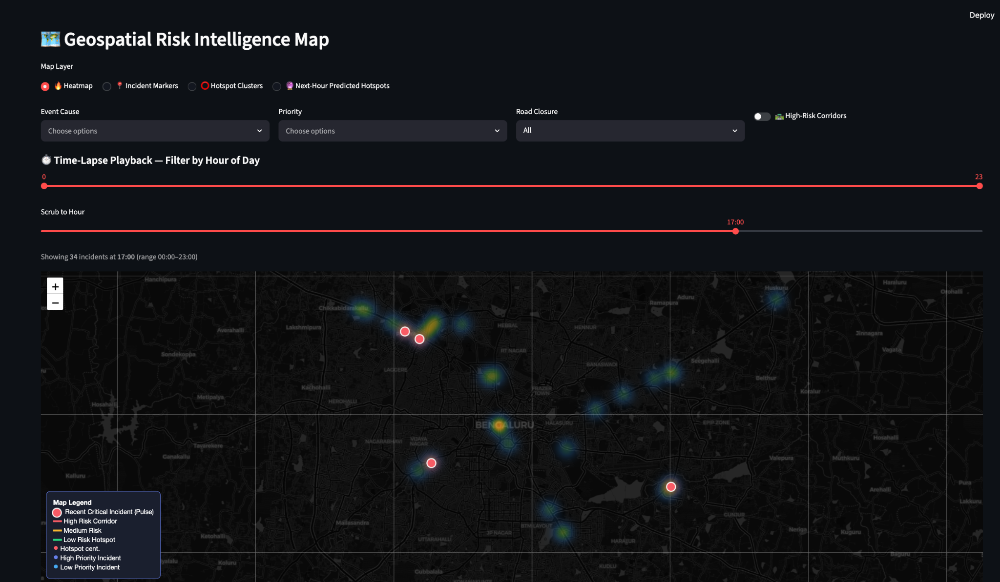 Deploy
Geospatial Risk Intelligence Map
Map Layer
Heatmap Incident Markers Hotspot Clusters Next-Hour Predicted Hotspots
Event Cause Priority Road Closure
High-Risk Corridors
Choose options Choose options All
Time-Lapse Playback — Filter by Hour of Day
0 23
Scrub to Hour
17:00
Showing 34 incidents at 17:00 (range 00:00–23:00)
+
−
Hanchipura
Huskuru
Haraluru
Orohalli
Aduru
Ramapura
Chikkabidarakallu
Lakshmipura
Averahalli
HEBBAL
HENNUR
Jinnagara
Sondekoppa
RT NAGAR
Vagata
LAGGERE
BANASWADI
Seegehalli
Belthur
Kachohalli
FRAZER
TOWN
Koralur
Metipalya
HEROHALLI
Hosahalli
BENGALURU
HALASURU
EPIP ZONE
NAGARABHAVI
VIJAYA
NAGAR
Hosahalli
Tavarekere
Ganakallu
Valepura
Muthkuru
Kalluru
Pura
Arehalli
Lakkuru
GUNJUR
Mallasandra
BTM LAYOUT
JP NAGAR
Neriga
Kuguru
Ketohalli
UTTARAHALLI
HARALUR
Baguru
Koluru
KUDLU
Gubbalala
Map Legend
Recent Critical Incident (Pulse)
High Risk Corridor
Medium Risk
Low Risk Hotspot
Hotspot cent.
High Priority Incident
Low Priority Incident